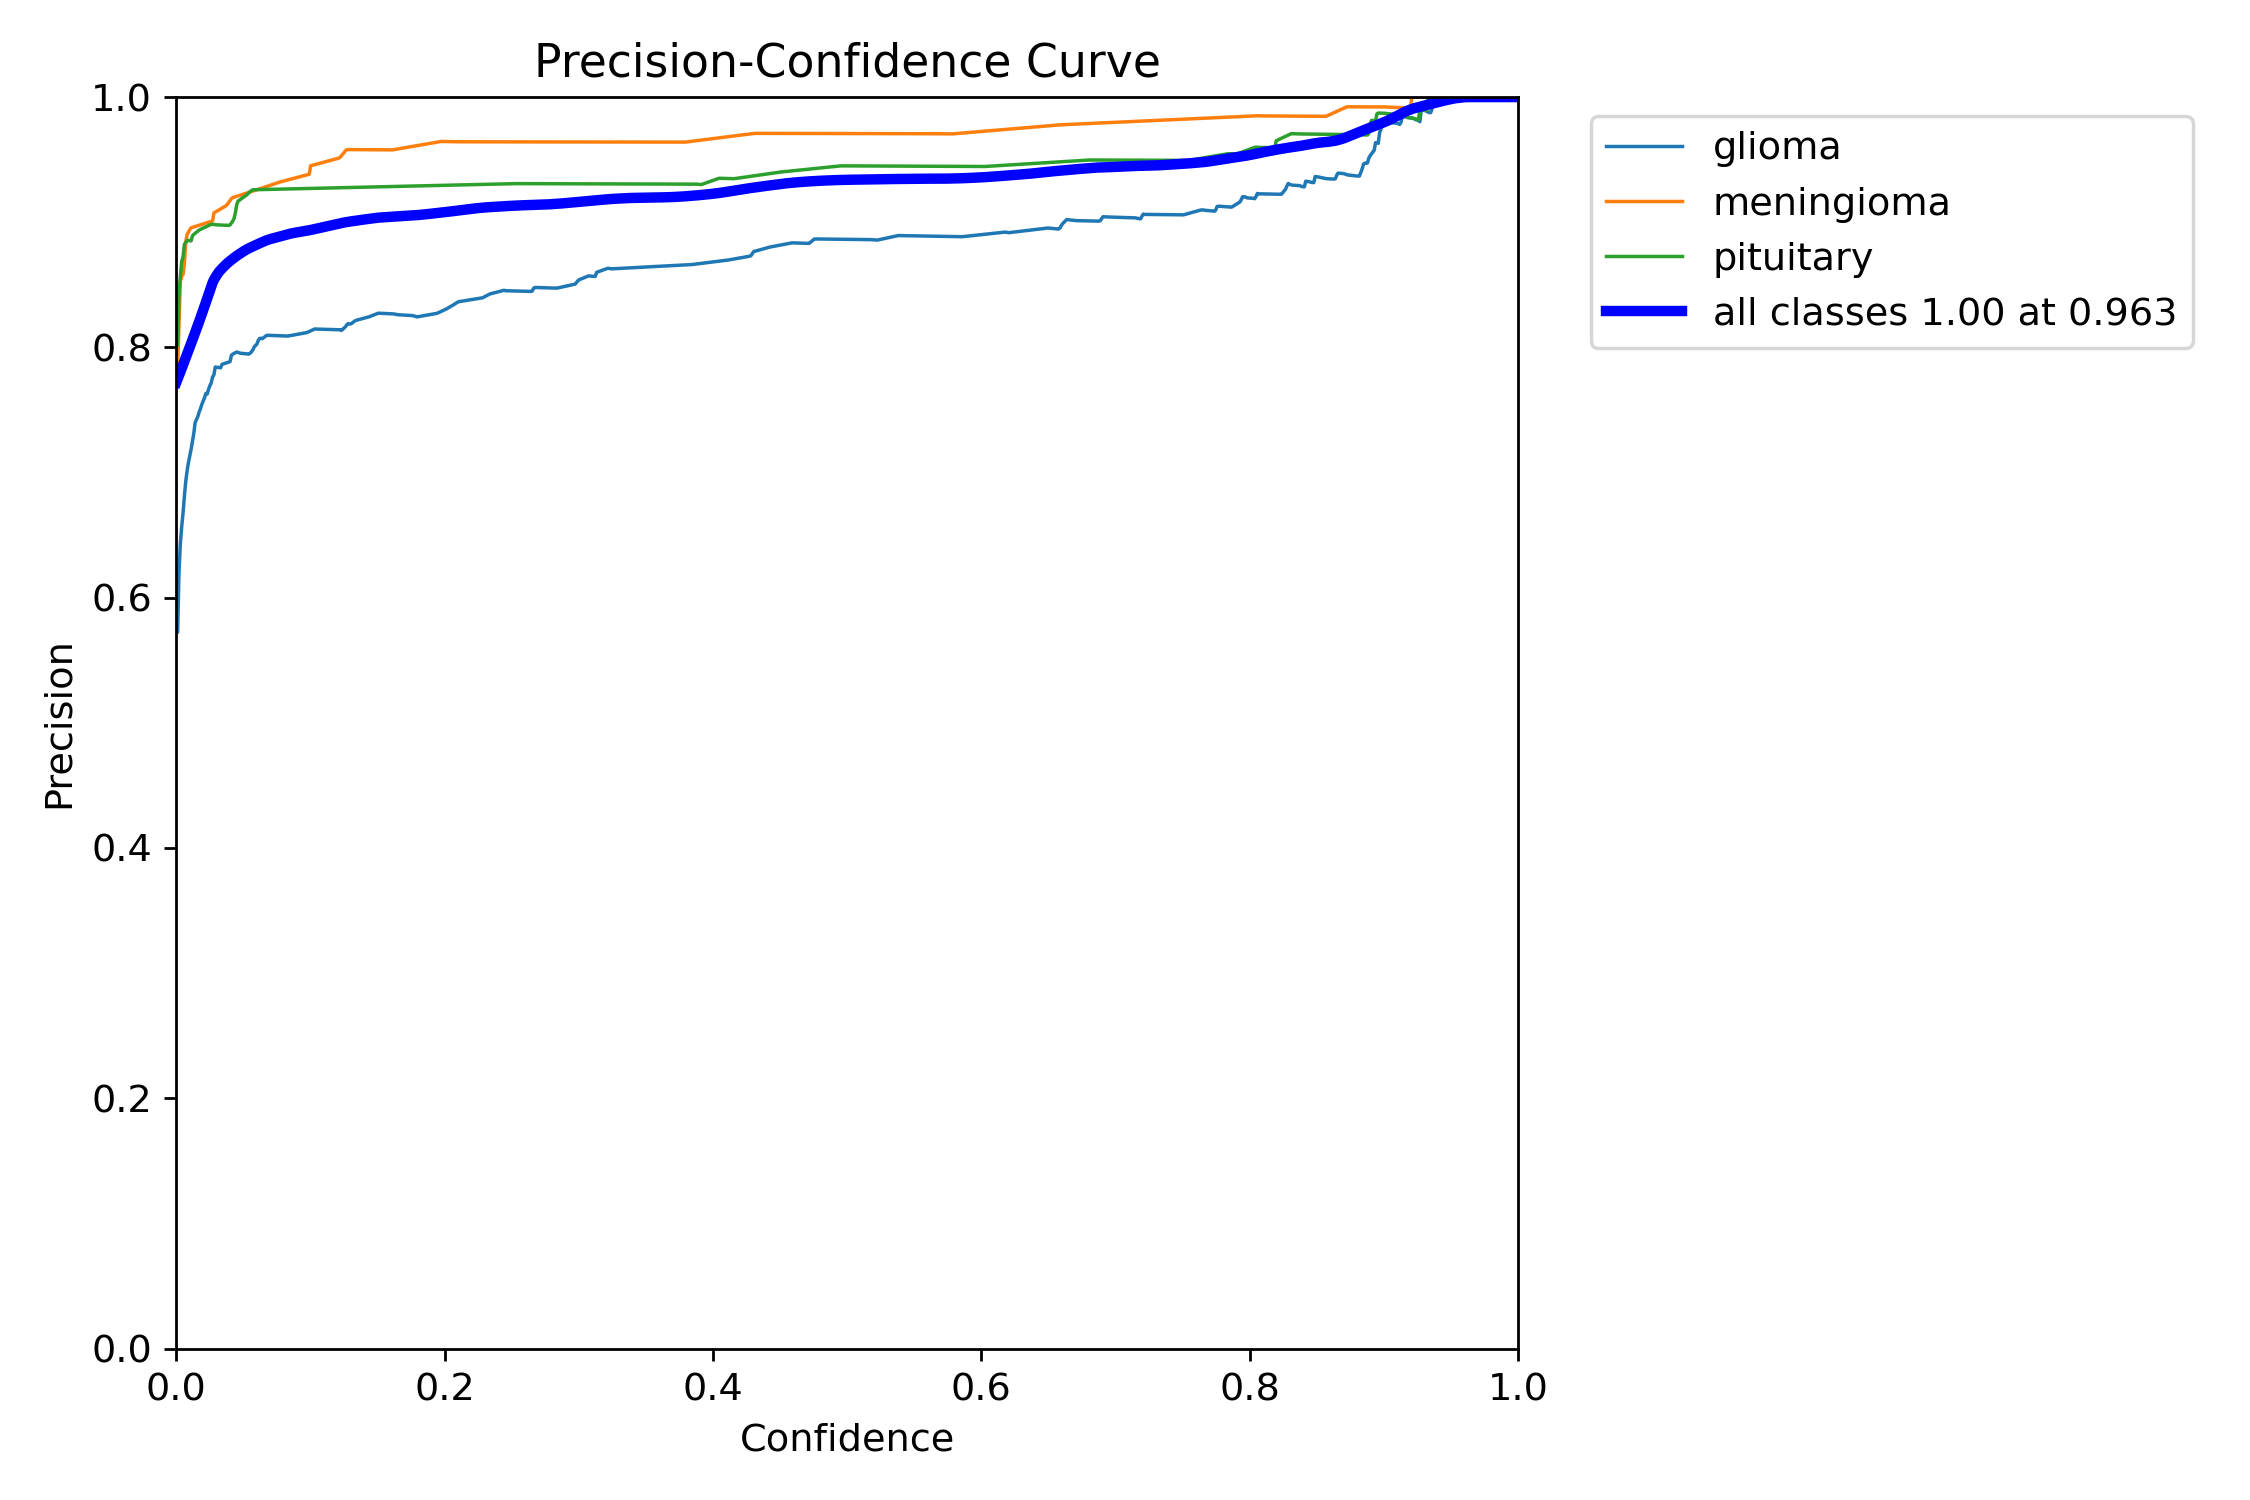 Precision-Confidence Curve
1.0
0.8
0.6
0.4
0.2
0.0
Precision
0.0 0.2 0.4 0.6 0.8 1.0
Confidence
glioma
meningioma
pituitary
all classes 1.00 at 0.963